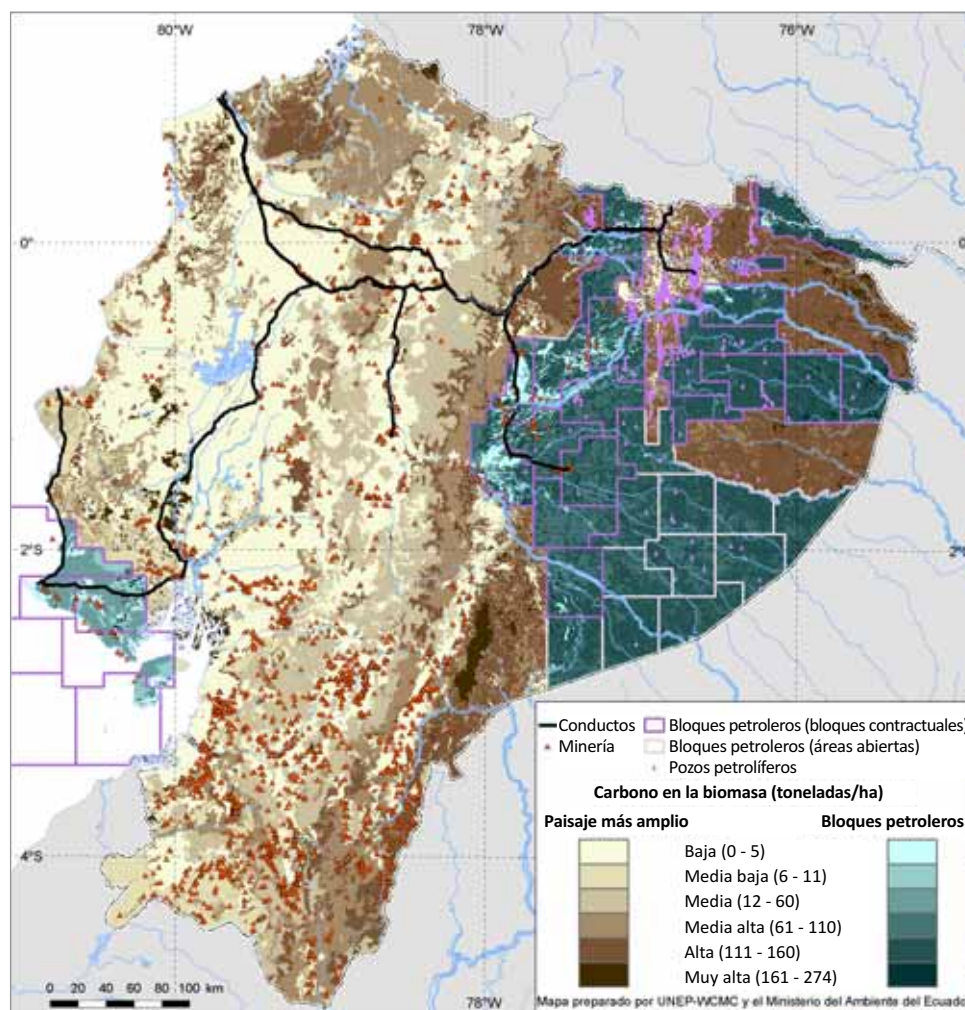 80°W
78°W
76°W
0°
0°
2°S
2°
4°S
Conductos
Minería
Bloques petroleros (bloques contractuales)
Bloques petroleros (áreas abiertas)
Pozos petrolíferos
Carbono en la biomasa (toneladas/ha)
Paisaje más amplio
Bloques petroleros
Baja (0 - 5)
Media baja (6 - 11)
Media (12 - 60)
Media alta (61 - 110)
Alta (111 - 160)
Muy alta (161 - 274)
0 20 40 60 80 100 km
78°W
Mapa preparado por UNEP-WCMC y el Ministerio del Ambiente del Ecuador